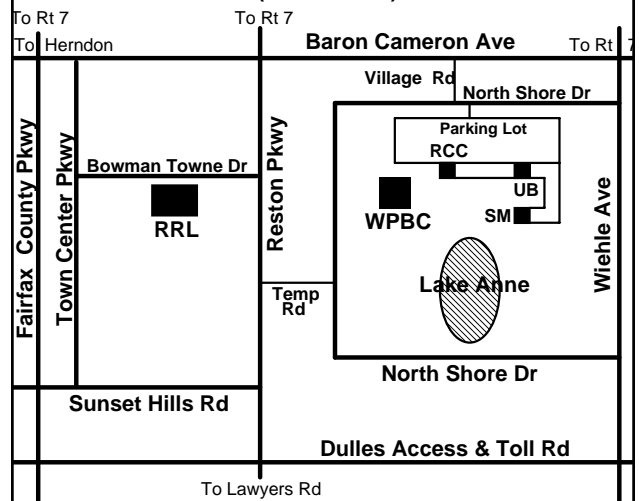 To Rt 7
To Rt 7
To Herndon
Baron Cameron Ave
To Rt 7
Village Rd
North Shore Dr
Parking Lot
RCC
Bowman Towne Dr
UB
SM
WPBC
RRL
Fairfax County Pkwy
Town Center Pkwy
Reston Pkwy
Wiehle Ave
Lake Anne
Temp
Rd
North Shore Dr
Sunset Hills Rd
Dulles Access & Toll Rd
To Lawyers Rd